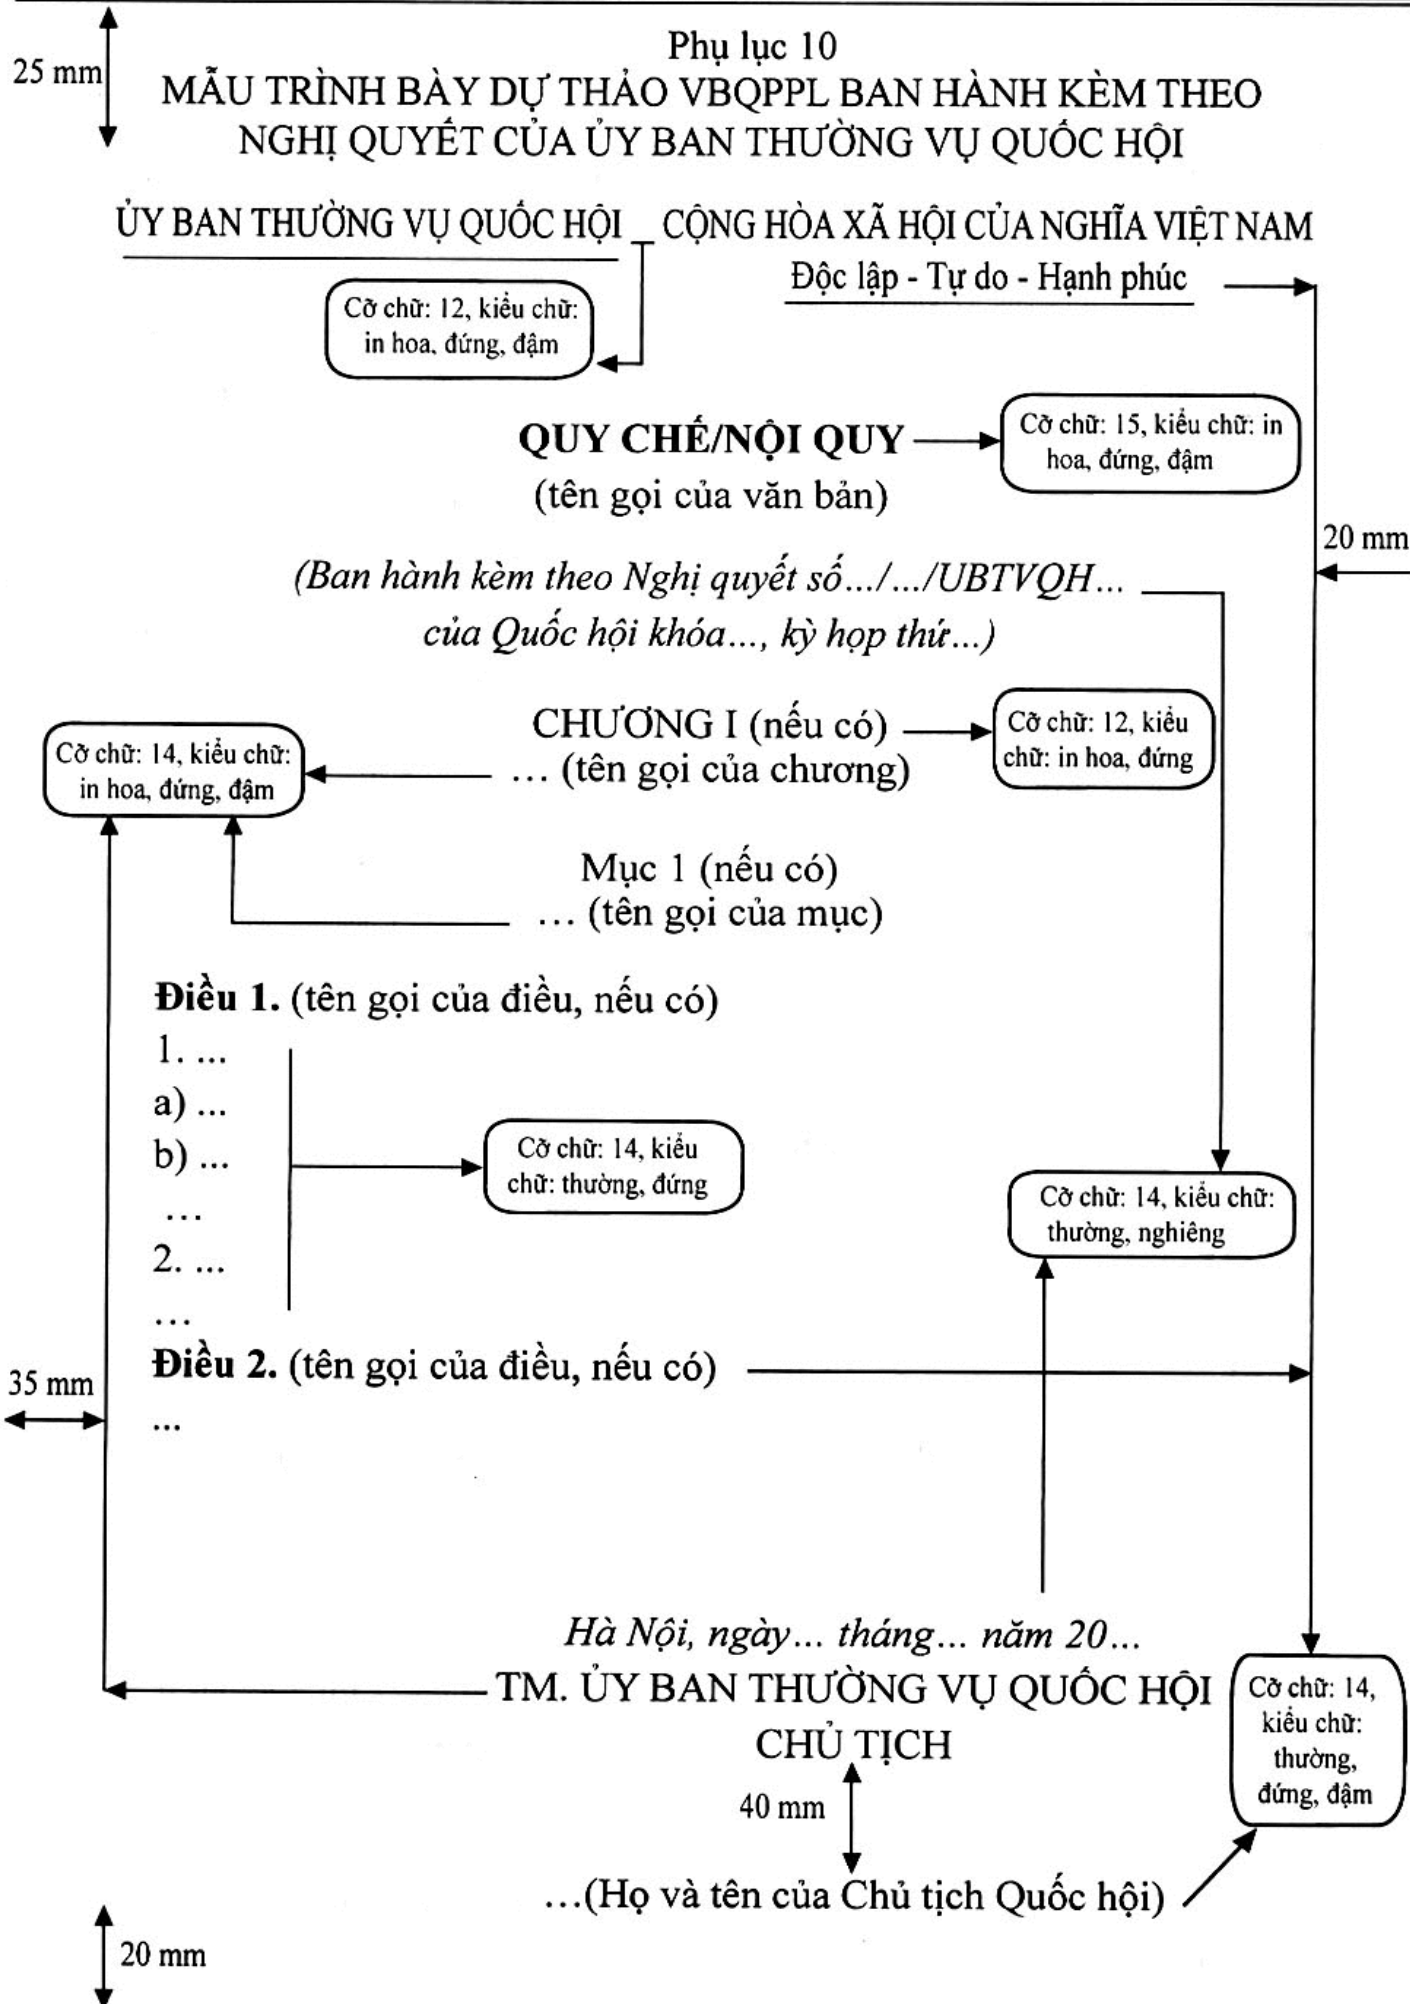 25 mm
Phụ lục 10
MẪU TRÌNH BÀY DỰ THẢO VBQPPL BAN HÀNH KÈM THEO
NGHỊ QUYẾT CỦA ỦY BAN THƯỜNG VỤ QUỐC HỘI
ỦY BAN THƯỜNG VỤ QUỐC HỘI
CỘNG HÒA XÃ HỘI CỦA NGHĨA VIỆT NAM
Độc lập - Tự do - Hạnh phúc
Cỡ chữ: 12, kiểu chữ:
in hoa, đứng, đậm
QUY CHẾ/NỘI QUY
(tên gọi của văn bản)
Cỡ chữ: 15, kiểu chữ: in
hoa, đứng, đậm
20 mm
(Ban hành kèm theo Nghị quyết số.../.../UBTVQH...
của Quốc hội khóa..., kỳ họp thứ...)
CHƯƠNG I (nếu có)
... (tên gọi của chương)
Cỡ chữ: 12, kiểu
chữ: in hoa, đứng
Cỡ chữ: 14, kiểu chữ:
in hoa, đứng, đậm
Mục 1 (nếu có)
... (tên gọi của mục)
Điều 1. (tên gọi của điều, nếu có)
1. ...
a) ...
b) ...
...
2. ...
...
Cỡ chữ: 14, kiểu
chữ: thường, đứng
Cỡ chữ: 14, kiểu chữ:
thường, nghiêng
Điều 2. (tên gọi của điều, nếu có)
...
35 mm
Hà Nội, ngày... tháng... năm 20...
TM. ỦY BAN THƯỜNG VỤ QUỐC HỘI
CHỦ TỊCH
40 mm
...(Họ và tên của Chủ tịch Quốc hội)
Cỡ chữ: 14,
kiểu chữ:
thường,
đứng, đậm
20 mm